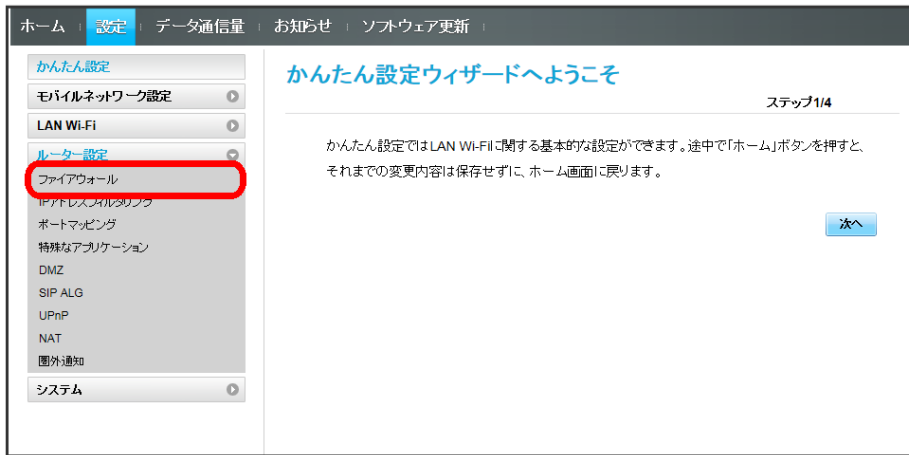 ホーム 設定 データ通信量 お知らせ ソフトウェア更新
かんたん設定
モバイルネットワーク設定
LAN Wi-Fi
ルーター設定
ファイアウォール
IPアドレスフィルタリング
ポートマッピング
特殊なアプリケーション
DMZ
SIP ALG
UPnP
NAT
圏外通知
システム
かんたん設定ウィザードへようこそ
ステップ1/4
かんたん設定ではLAN Wi-Fiに関する基本的な設定ができます。途中で「ホーム」ボタンを押すと、
それまでの変更内容は保存せずに、ホーム画面に戻ります。
次へ